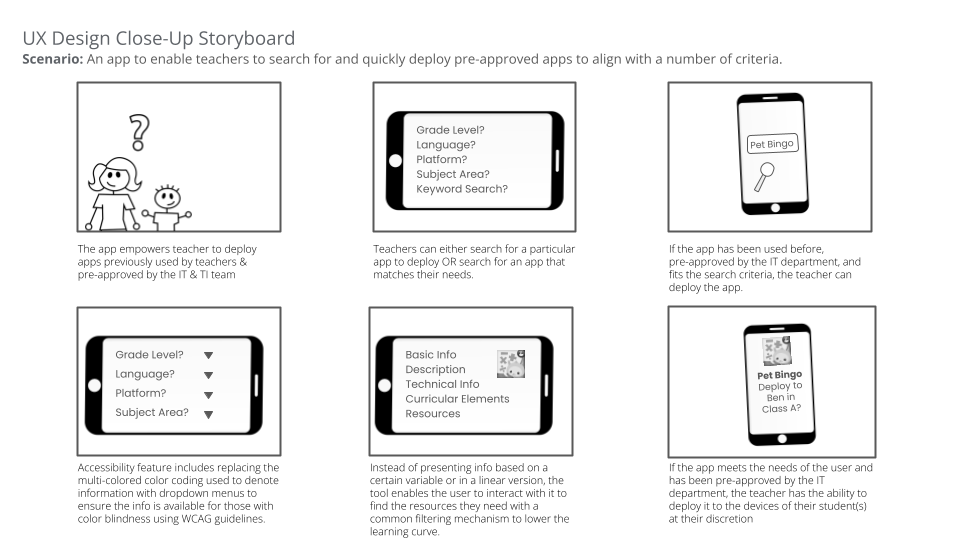 UX Design Close-Up Storyboard
Scenario: An app to enable teachers to search for and quickly deploy pre-approved apps to align with a number of criteria.
?
The app empowers teacher to deploy
apps previously used by teachers &
pre-approved by the IT & TI team
Grade Level?
Language?
Platform?
Subject Area?
Keyword Search?
Teachers can either search for a particular
app to deploy OR search for an app that
matches their needs.
Pet Bingo
If the app has been used before,
pre-approved by the IT department, and
fits the search criteria, the teacher can
deploy the app.
Grade Level?
Language?
Platform?
Subject Area?
Accessibility feature includes replacing the
multi-colored color coding used to denote
information with dropdown menus to
ensure the info is available for those with
color blindness using WCAG guidelines.
Basic Info
Description
Technical Info
Curricular Elements
Resources
Instead of presenting info based on a
certain variable or in a linear version, the
tool enables the user to interact with it to
find the resources they need with a
common filtering mechanism to lower the
learning curve.
Pet Bingo
Deploy to
Ben in
Class A?
If the app meets the needs of the user and
has been pre-approved by the IT
department, the teacher has the ability to
deploy it to the devices of their student(s)
at their discretion